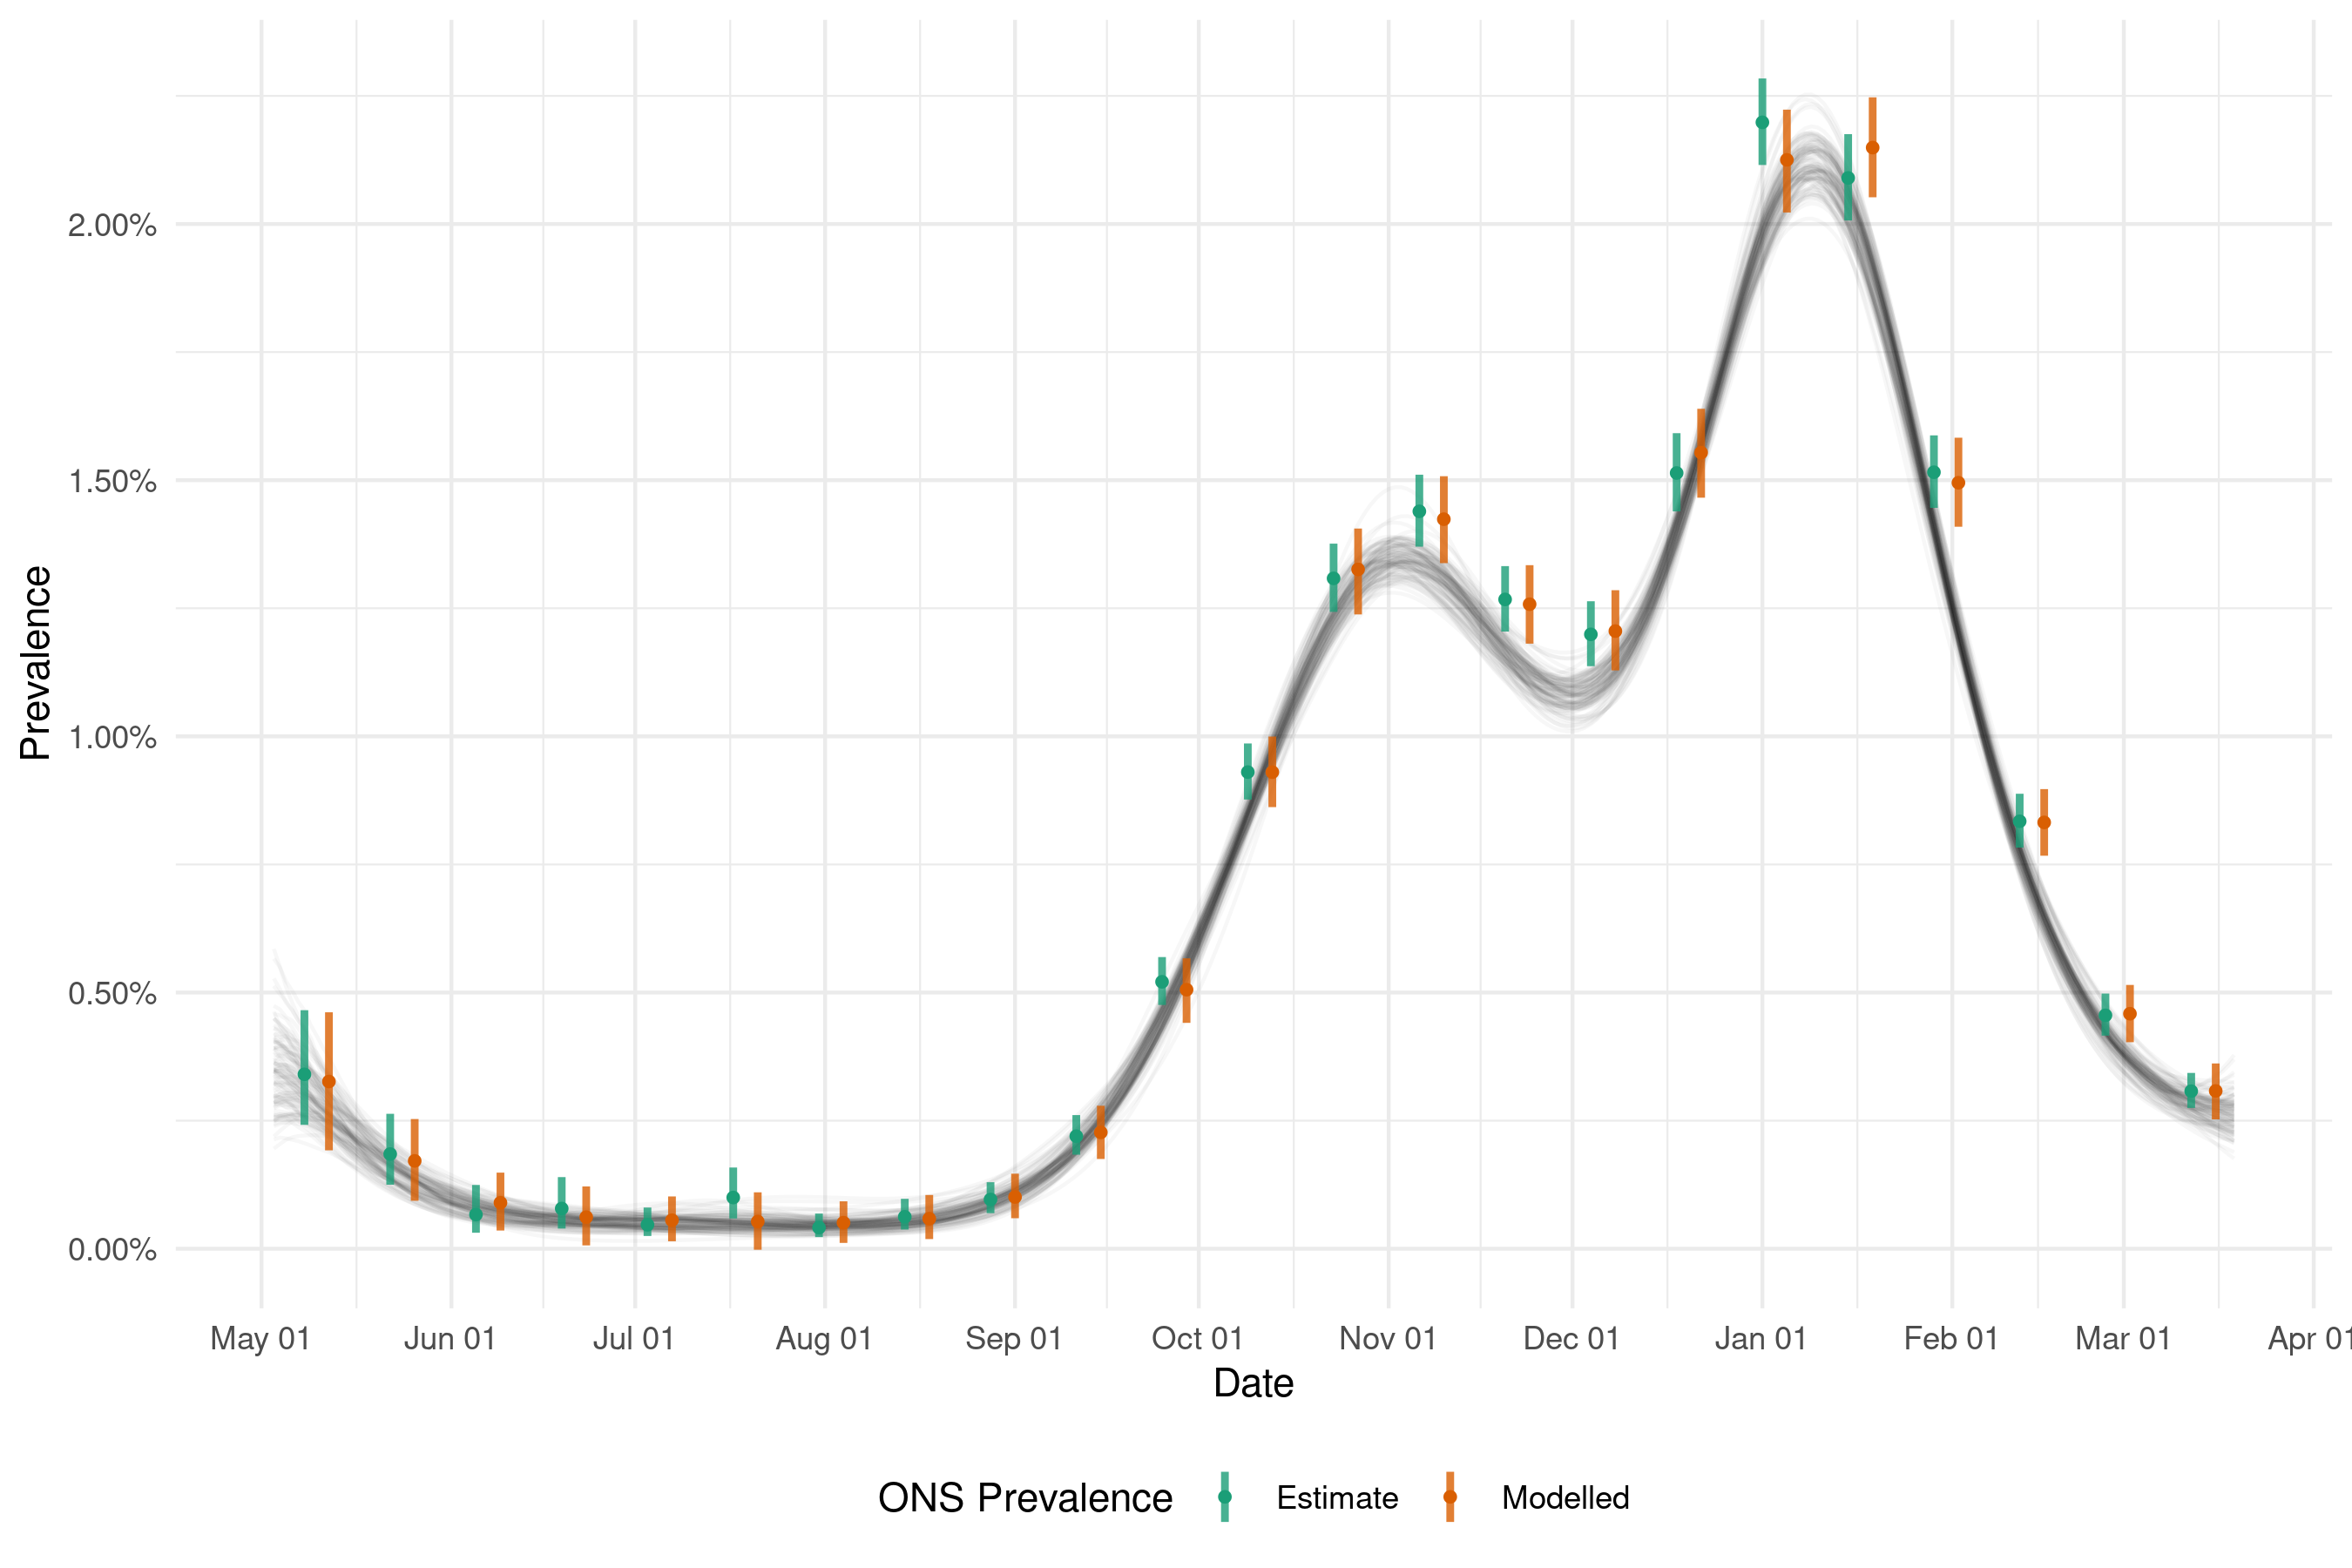 Prevalence
2.00%
1.50%
1.00%
0.50%
0.00%
May 01 Jun 01 Jul 01 Aug 01 Sep 01 Oct 01 Nov 01 Dec 01 Jan 01 Feb 01 Mar 01 Apr 01
Date
ONS Prevalence Estimate Modelled